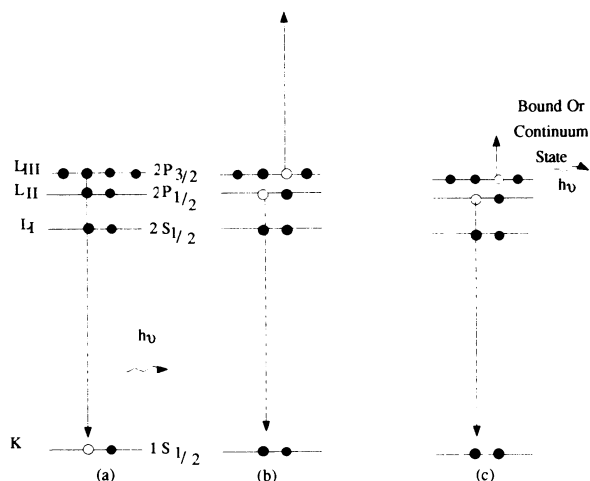 Bound Or
Continuum
State
hυ
LIII 2P3/2
LII 2P1/2
LI 2S1/2
hυ
K 1S1/2
(a) (b) (c)